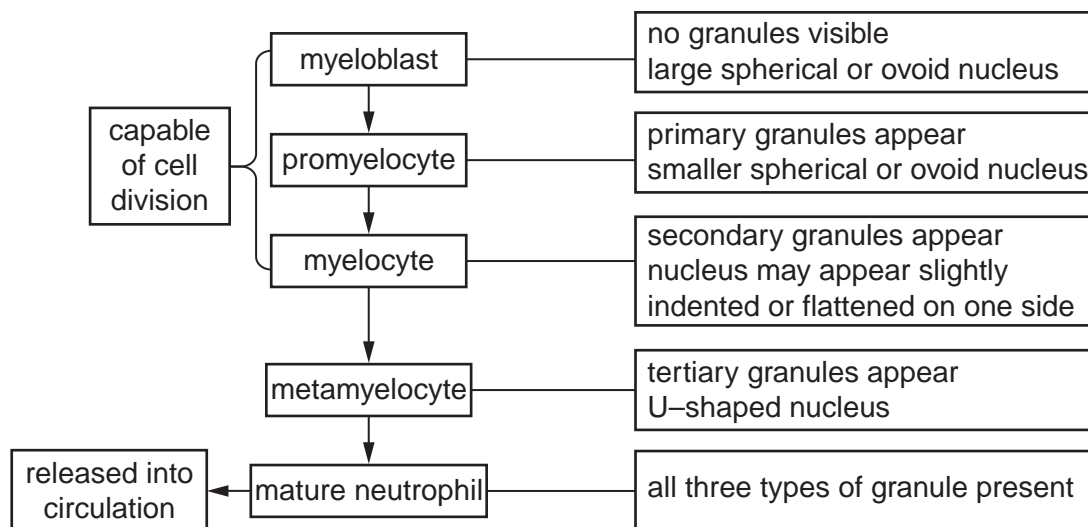 myeloblast
no granules visible
large spherical or ovoid nucleus
capable
of cell
division
promyelocyte
primary granules appear
smaller spherical or ovoid nucleus
myelocyte
secondary granules appear
nucleus may appear slightly
indented or flattened on one side
metamyelocyte
tertiary granules appear
U–shaped nucleus
released into
circulation
mature neutrophil
all three types of granule present